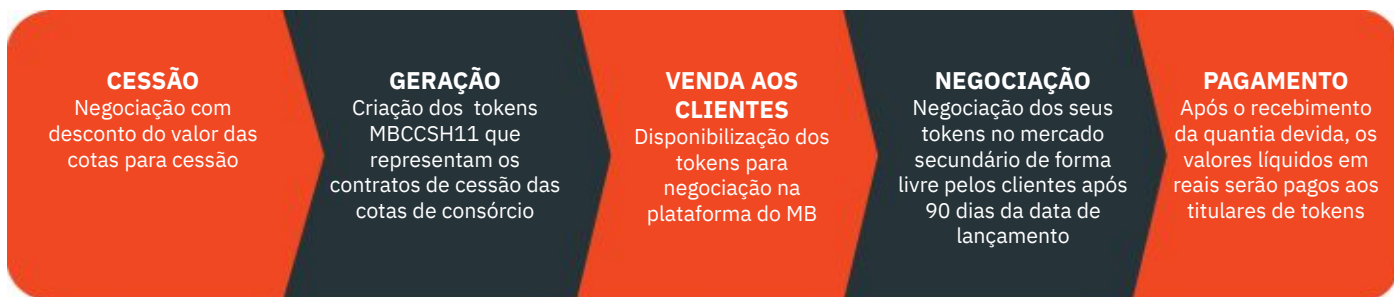 CESSÃO
Negociação com
desconto do valor das
cotas para cessão
GERAÇÃO
Criação dos tokens
MBCCSH11 que
representam os
contratos de cessão das
cotas de consórcio
VENDA AOS
CLIENTES
Disponibilização dos
tokens para
negociação na
plataforma do MB
NEGOCIAÇÃO
Negociação dos seus
tokens no mercado
secundário de forma
livre pelos clientes após
90 dias da data de
lançamento
PAGAMENTO
Após o recebimento
da quantia devida, os
valores líquidos em
reais serão pagos aos
titulares de tokens